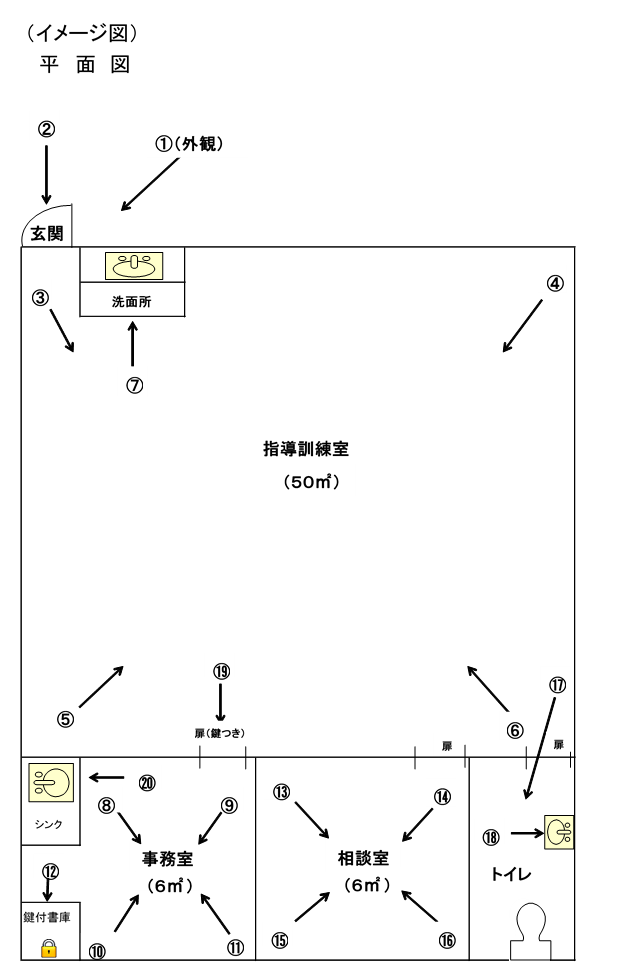 （イメージ図）
平 面 図
②
①（外観）
玄関
③
洗面所
④
⑦
指導訓練室
（50㎡）
⑲
⑰
⑤
⑥
扉（鍵つき）
扉
扉
⑳
シンク
⑧
⑨
⑬
⑭
⑱
事務室
（6㎡）
相談室
（6㎡）
トイレ
⑫
鍵付書庫
⑩
⑪
⑮
⑯